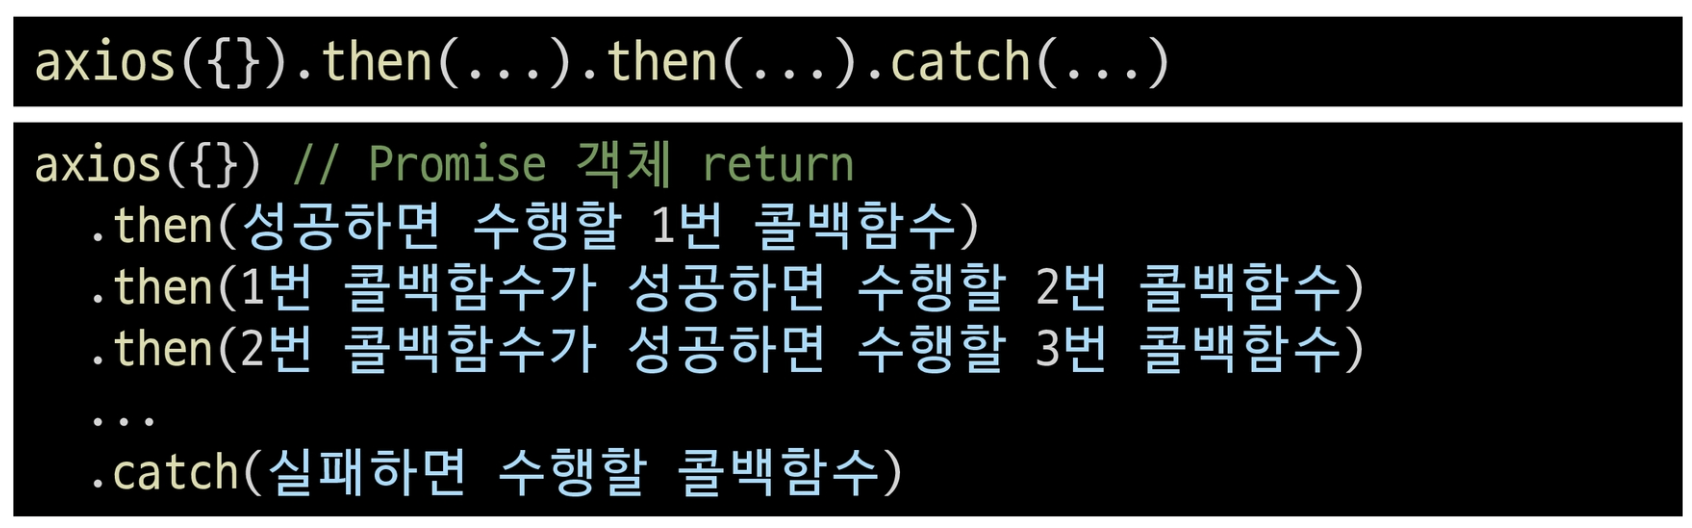 axios({}).then(...).then(...).catch(...)
axios({}) // Promise 객체 return
.then(성공하면 수행할 1번 콜백함수)
.then(1번 콜백함수가 성공하면 수행할 2번 콜백함수)
.then(2번 콜백함수가 성공하면 수행할 3번 콜백함수)
...
.catch(실패하면 수행할 콜백함수)